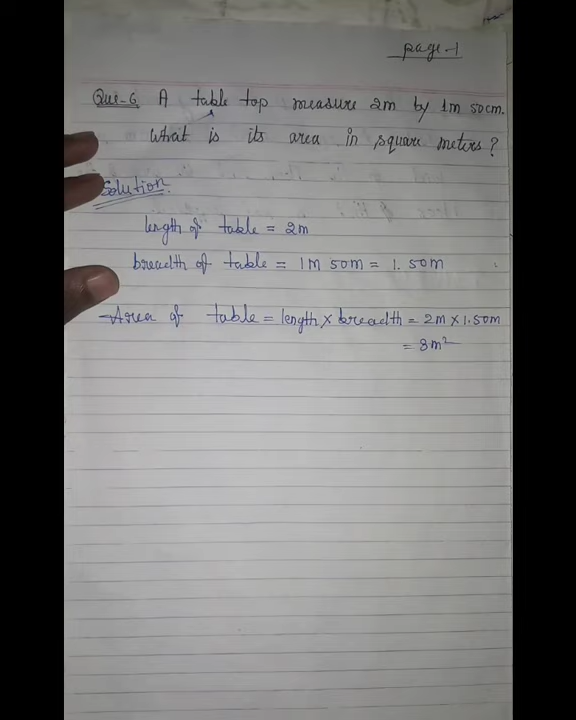 page-1
Que-6 A table top measure 2m by 1m 50cm.
What is its area in square meters?
Solution:
length of table = 2m
breadth of table = 1M 50M = 1.50M
Area of table = length × breadth = 2M × 1.50M
= 3m²